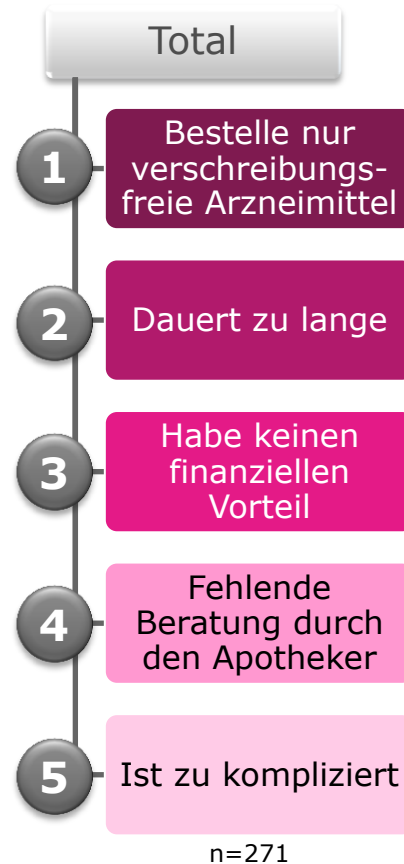 Total
1
Bestelle nur
verschreibungs-
freie Arzneimittel
2
Dauert zu lange
3
Habe keinen
finanziellen
Vorteil
4
Fehlende
Beratung durch
den Apotheker
5
Ist zu kompliziert
n=271